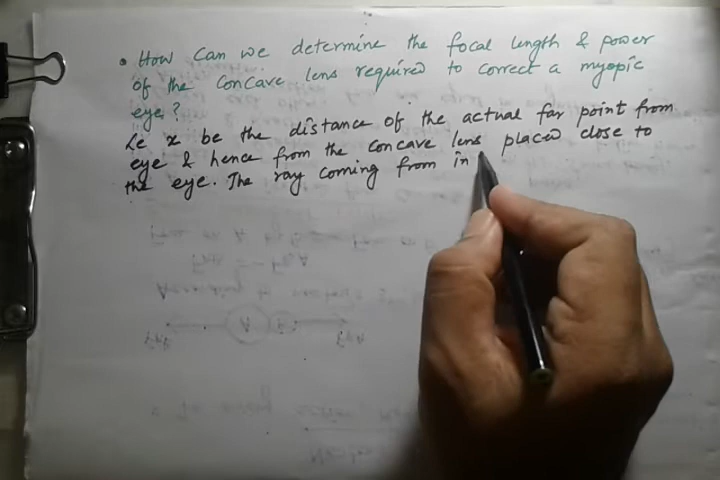 • How can we determine the focal length & power
of the concave lens required to correct a myopic
eye?
Le x be the distance of the actual far point from
eye & hence from the concave lens placed close to
the eye. The ray coming from in